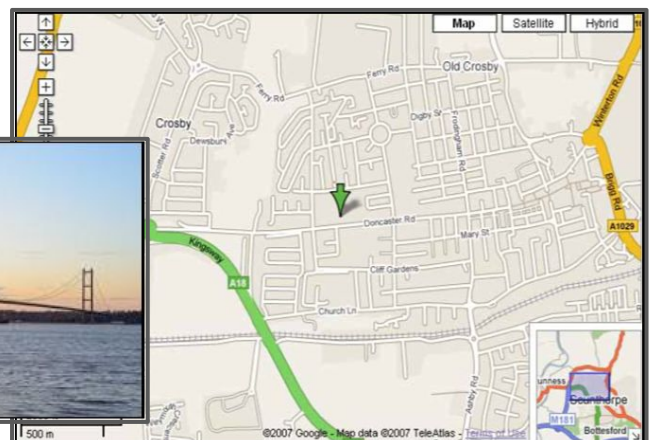 Map Satellite Hybrid
Ferry Rd
Old Crosby
Ferry Rd
Crosby
Dewsbury Ave
Digby St
Frodingham Rd
Winterton Rd
Scotter Rd
Brigg Rd
Doncaster Rd
A1029
Mary St
Kingsway
Cliff Gardens
A18
Church Ln
Scunthorpe
M181
Bottesford
Ashby Rd
500 m
©2007 Google - Map data ©2007 TeleAtlas - Terms of Use